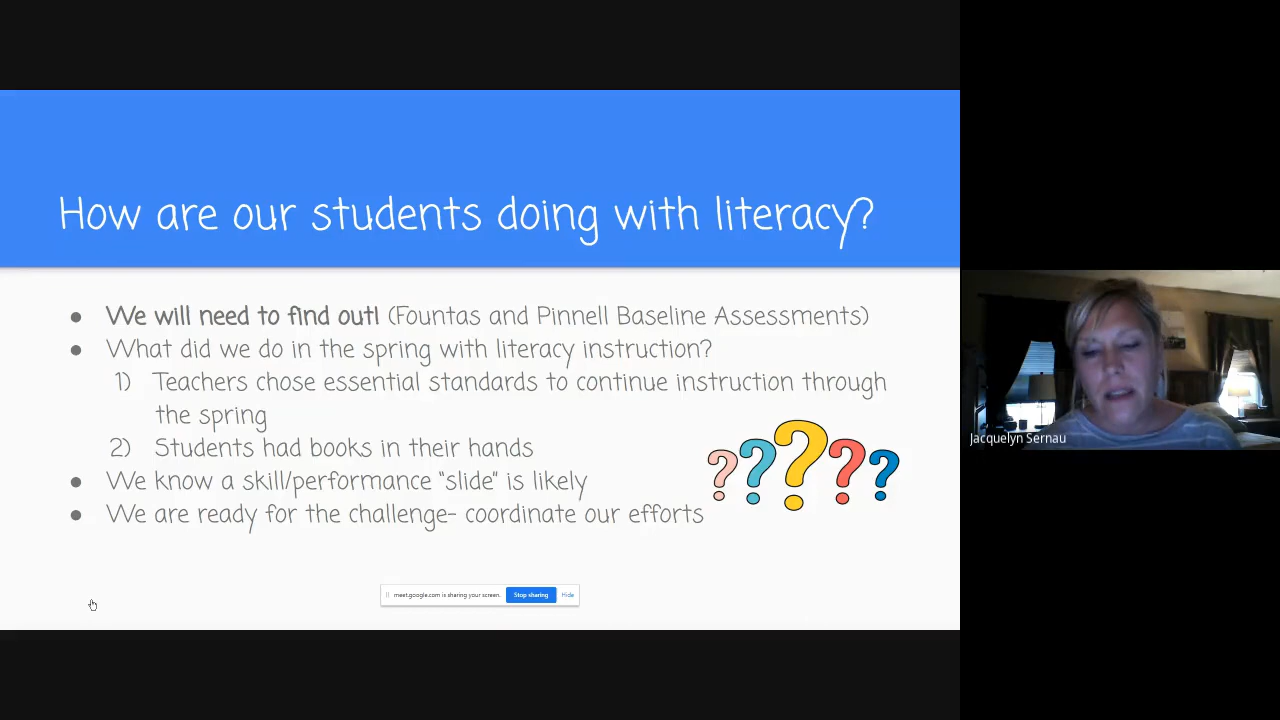 How are our students doing with literacy?
● We will need to find out! (Fountas and Pinnell Baseline Assessments)
● What did we do in the spring with literacy instruction?
1) Teachers chose essential standards to continue instruction through
the spring
2) Students had books in their hands
● We know a skill/performance "slide" is likely
● We are ready for the challenge- coordinate our efforts
? ? ? ? ?
meet.google.com is sharing your screen. Stop sharing Hide
Jacquelyn Sernau